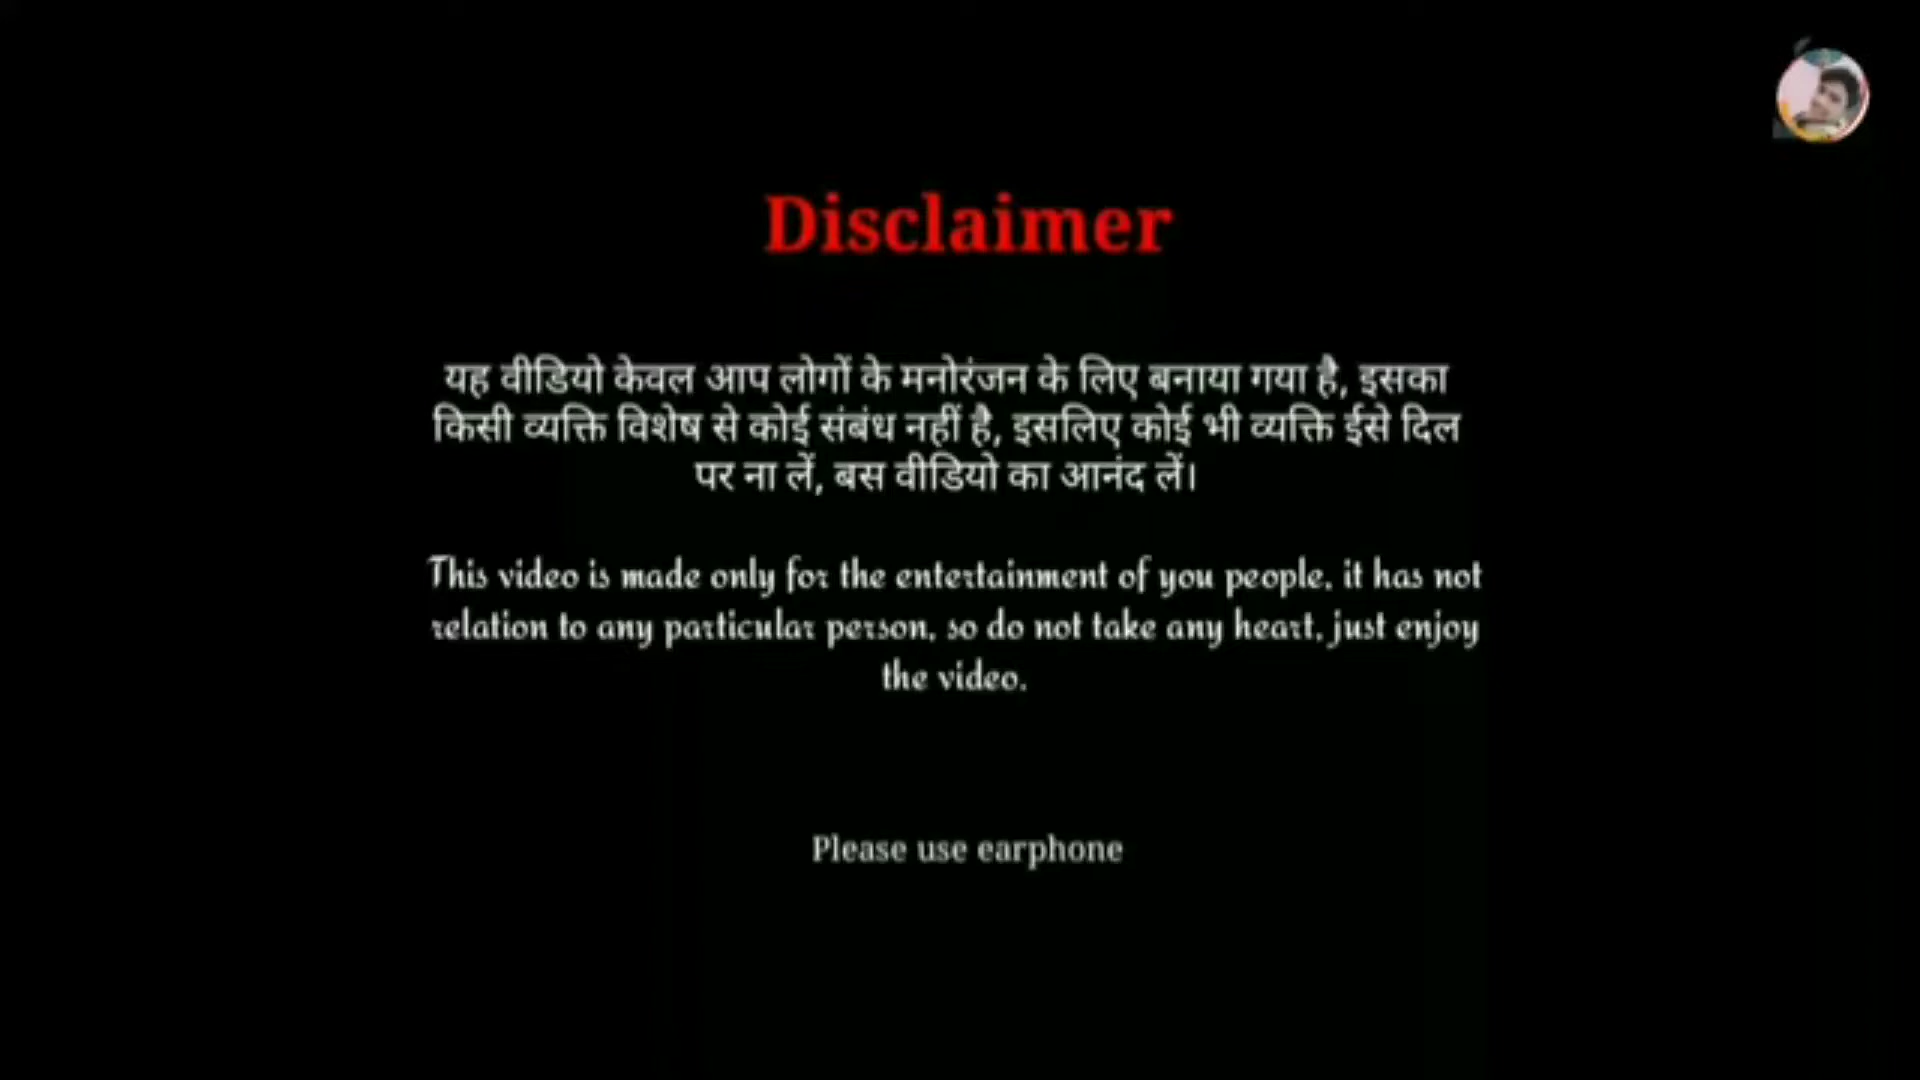 Disclaimer
यह वीडियो केवल आप लोगों के मनोरंजन के लिए बनाया गया है, इसका
किसी व्यक्ति विशेष से कोई संबंध नहीं है, इसलिए कोई भी व्यक्ति ईसे दिल
पर ना लें, बस वीडियो का आनंद लें।
This video is made only for the entertainment of you people, it has not
relation to any particular person, so do not take any heart, just enjoy
the video.
Please use earphone